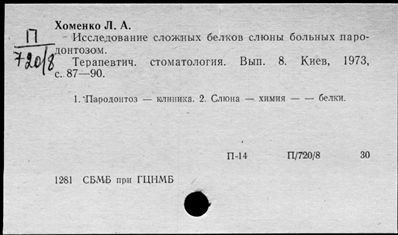 Хоменко Л. А.
П
— Исследование сложных белков слюны больных паро-
720/8
донтозом.
Терапевтич. стоматология. Вып. 8. Киев, 1973,
с. 87—90.
1. Пародонтоз — клиника. 2. Слюна — химия — — белки.
П-14 П/720/8 30
1281 СБМБ при ГЦНМБ